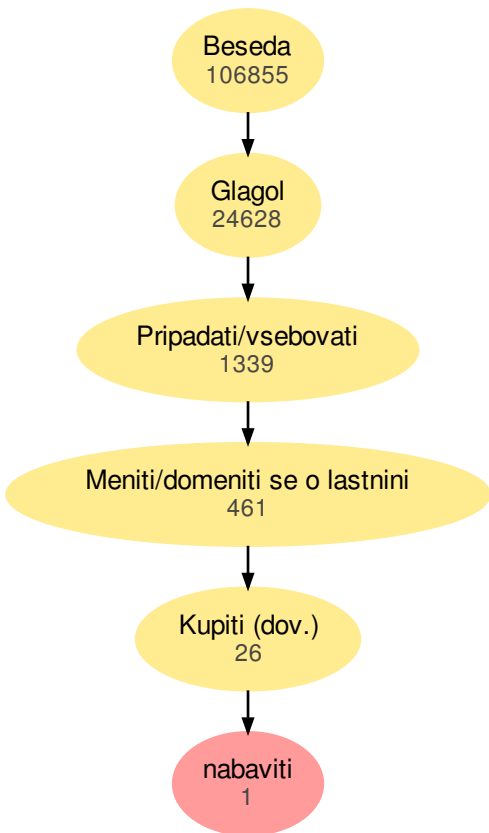 Beseda
106855
Glagol
24628
Pripadati/vsebovati
1339
Meniti/domeniti se o lastnini
461
Kupiti (dov.)
26
nabaviti
1